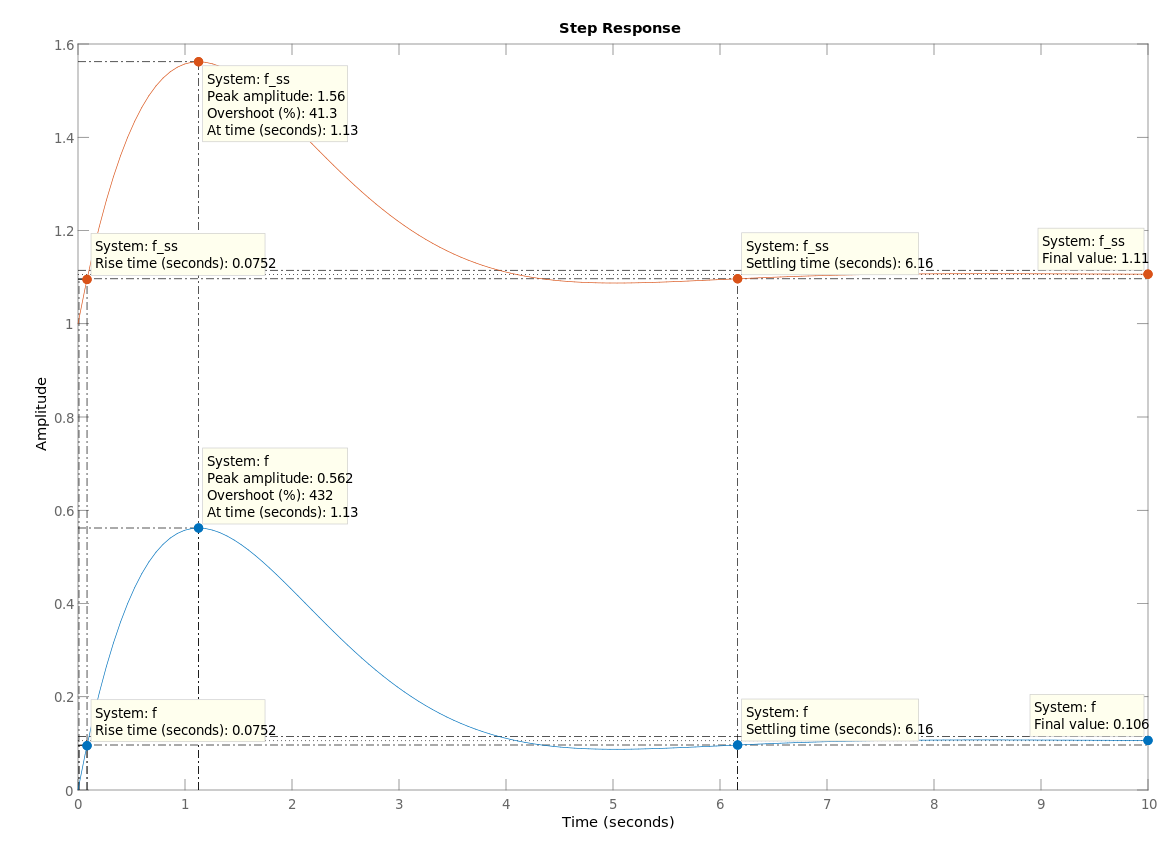 Step Response
1.6
System: f_ss
Peak amplitude: 1.56
Overshoot (%): 41.3
At time (seconds): 1.13
1.4
1.2
System: f_ss
Rise time (seconds): 0.0752
System: f_ss
Settling time (seconds): 6.16
System: f_ss
Final value: 1.11
1
Amplitude
0.8
System: f
Peak amplitude: 0.562
Overshoot (%): 432
At time (seconds): 1.13
0.6
0.4
0.2
System: f
Rise time (seconds): 0.0752
System: f
Settling time (seconds): 6.16
System: f
Final value: 0.106
0
0 1 2 3 4 5 6 7 8 9 10
Time (seconds)